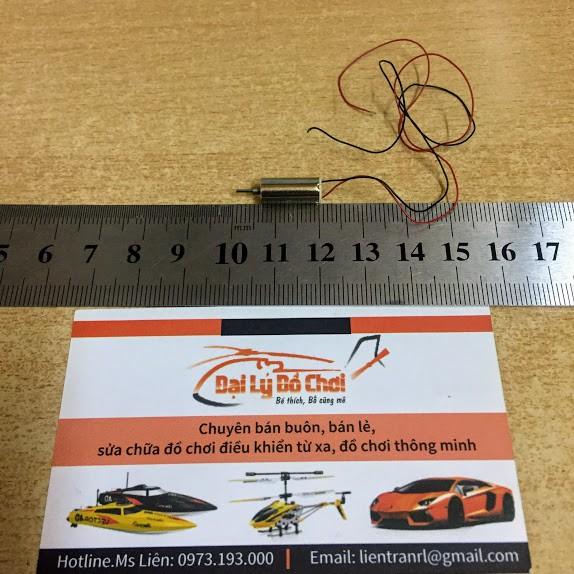 mm
5 6 7 8 9 10 11 12 13 14 15 16 17
Đại Lý Đồ Chơi
Bé thích, Bố cũng mê
Chuyên bán buôn, bán lẻ,
sửa chữa đồ chơi điều khiển từ xa, đồ chơi thông minh
Hotline.Ms Liên: 0973.193.000 | Email: lientranrl@gmail.com